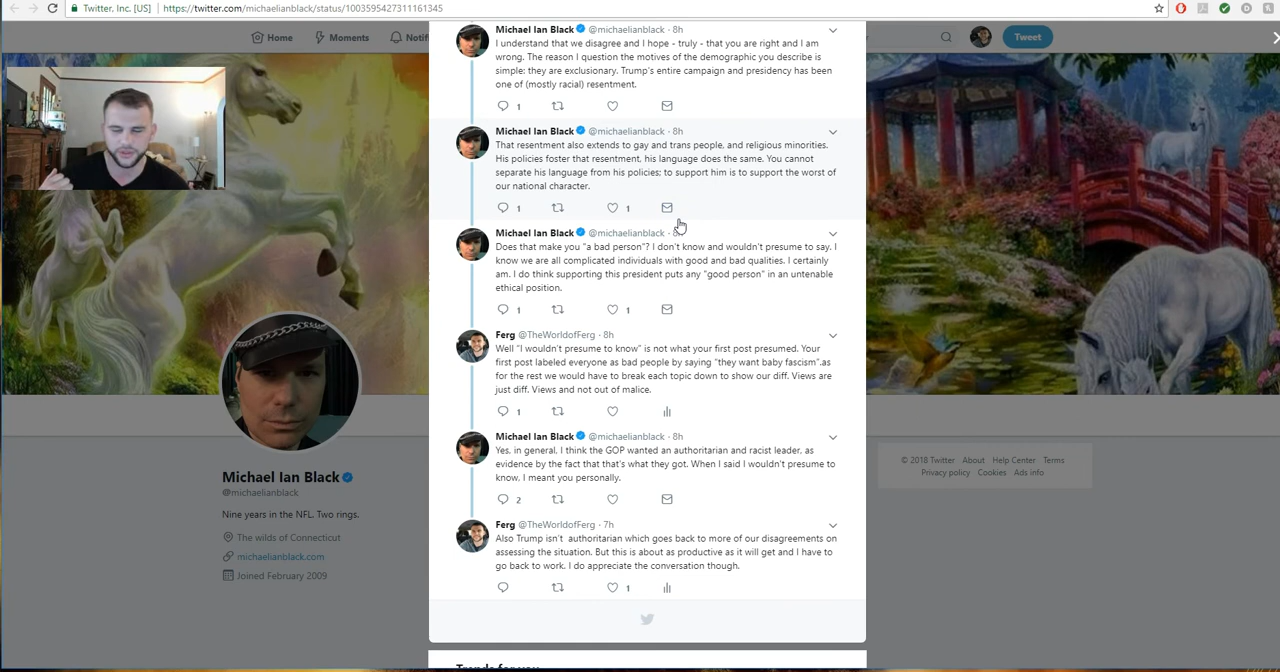 Twitter, Inc. [US]
https://twitter.com/michaelianblack/status/1003595427311161345
Home
Moments
Notifi
Tweet
Michael Ian Black @michaelianblack · 8h
I understand that we disagree and I hope - truly - that you are right and I am
wrong. The reason I question the motives of the demographic you describe is
simple: they are exclusionary. Trump's entire campaign and presidency has been
one of (mostly racial) resentment.
1
Michael Ian Black @michaelianblack · 8h
That resentment also extends to gay and trans people, and religious minorities.
His policies foster that resentment, his language does the same. You cannot
separate his language from his policies; to support him is to support the worst of
our national character.
1 1
Michael Ian Black @michaelianblack · 8h
Does that make you "a bad person"? I don't know and wouldn't presume to say. I
know we are all complicated individuals with good and bad qualities. I certainly
am. I do think supporting this president puts any "good person" in an untenable
ethical position.
1 1
Ferg @TheWorldofFerg · 8h
Well "I wouldn't presume to know" is not what your first post presumed. Your
first post labeled everyone as bad people by saying "they want baby fascism".as
for the rest we would have to break each topic down to show our diff. Views are
just diff. Views and not out of malice.
1
Michael Ian Black @michaelianblack · 8h
Yes, in general, I think the GOP wanted an authoritarian and racist leader, as
evidence by the fact that that's what they got. When I said I wouldn't presume to
know, I meant you personally.
2
Ferg @TheWorldofFerg · 7h
Also Trump isn't authoritarian which goes back to more of our disagreements on
assessing the situation. But this is about as productive as it will get and I have to
go back to work. I do appreciate the conversation though.
1
Michael Ian Black
@michaelianblack
Nine years in the NFL. Two rings.
The wilds of Connecticut
michaelianblack.com
Joined February 2009
© 2018 Twitter About Help Center Terms
Privacy policy Cookies Ads info
Trends for you